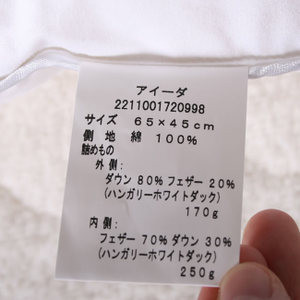 アイーダ
2211001720998
サイズ 65×45cm
側 地 綿 100%
詰めもの
外 側：
ダウン 80% フェザー 20%
(ハンガリーホワイトダック)
170g
内 側：
フェザー 70% ダウン 30%
(ハンガリーホワイトダック)
250g